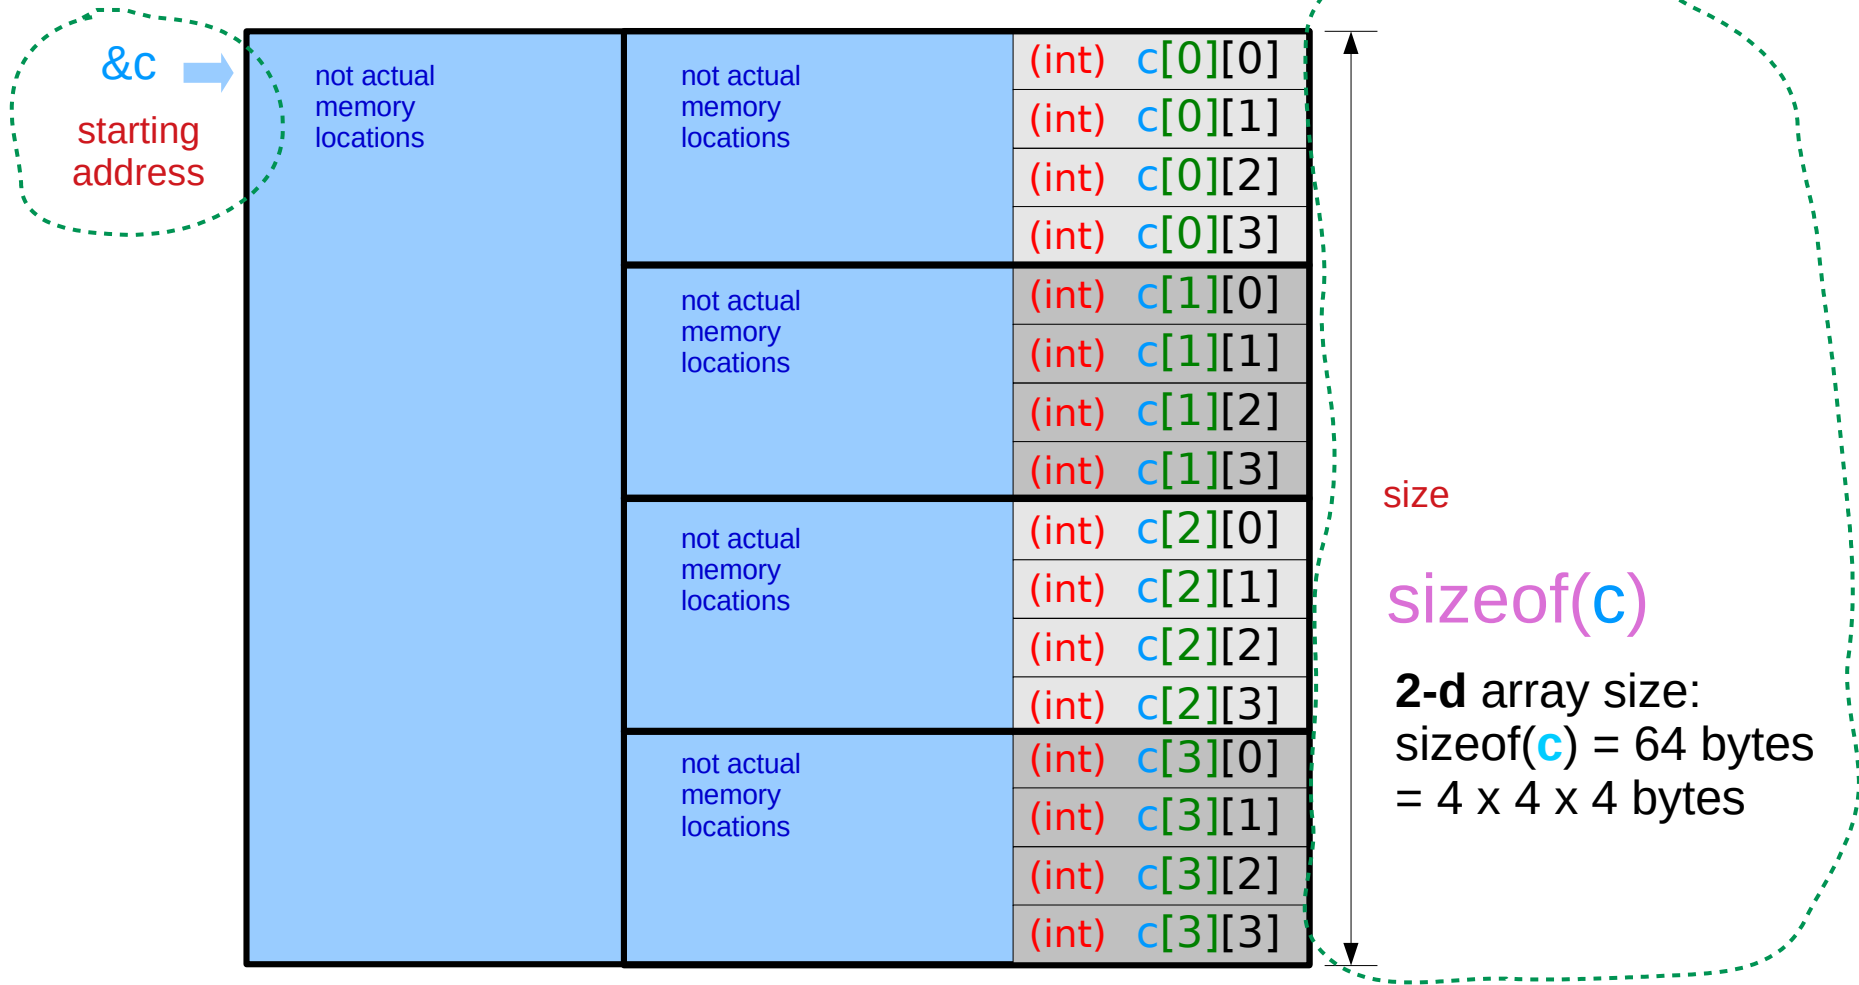 &c
starting
address
not actual
memory
locations
not actual
memory
locations
(int) c[0][0]
(int) c[0][1]
(int) c[0][2]
(int) c[0][3]
not actual
memory
locations
(int) c[1][0]
(int) c[1][1]
(int) c[1][2]
(int) c[1][3]
not actual
memory
locations
(int) c[2][0]
(int) c[2][1]
(int) c[2][2]
(int) c[2][3]
not actual
memory
locations
(int) c[3][0]
(int) c[3][1]
(int) c[3][2]
(int) c[3][3]
size
sizeof(c)
2-d array size:
sizeof(c) = 64 bytes
= 4 x 4 x 4 bytes